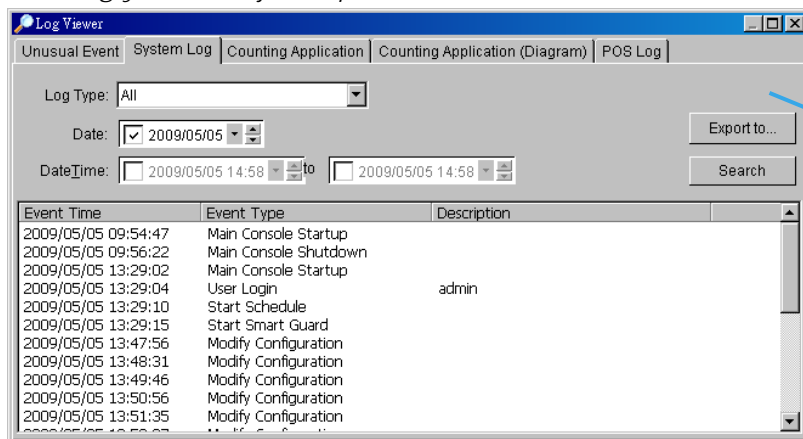 Log Viewer
Unusual Event System Log Counting Application Counting Application (Diagram) POS Log
Log Type: All
Date: 2009/05/05
Export to...
DateTime: 2009/05/05 14:58 to 2009/05/05 14:58
Search
Event Time Event Type Description
2009/05/05 09:54:47 Main Console Startup
2009/05/05 09:56:22 Main Console Shutdown
2009/05/05 13:29:02 Main Console Startup
2009/05/05 13:29:04 User Login admin
2009/05/05 13:29:10 Start Schedule
2009/05/05 13:29:15 Start Smart Guard
2009/05/05 13:47:56 Modify Configuration
2009/05/05 13:48:31 Modify Configuration
2009/05/05 13:49:46 Modify Configuration
2009/05/05 13:50:56 Modify Configuration
2009/05/05 13:51:35 Modify Configuration